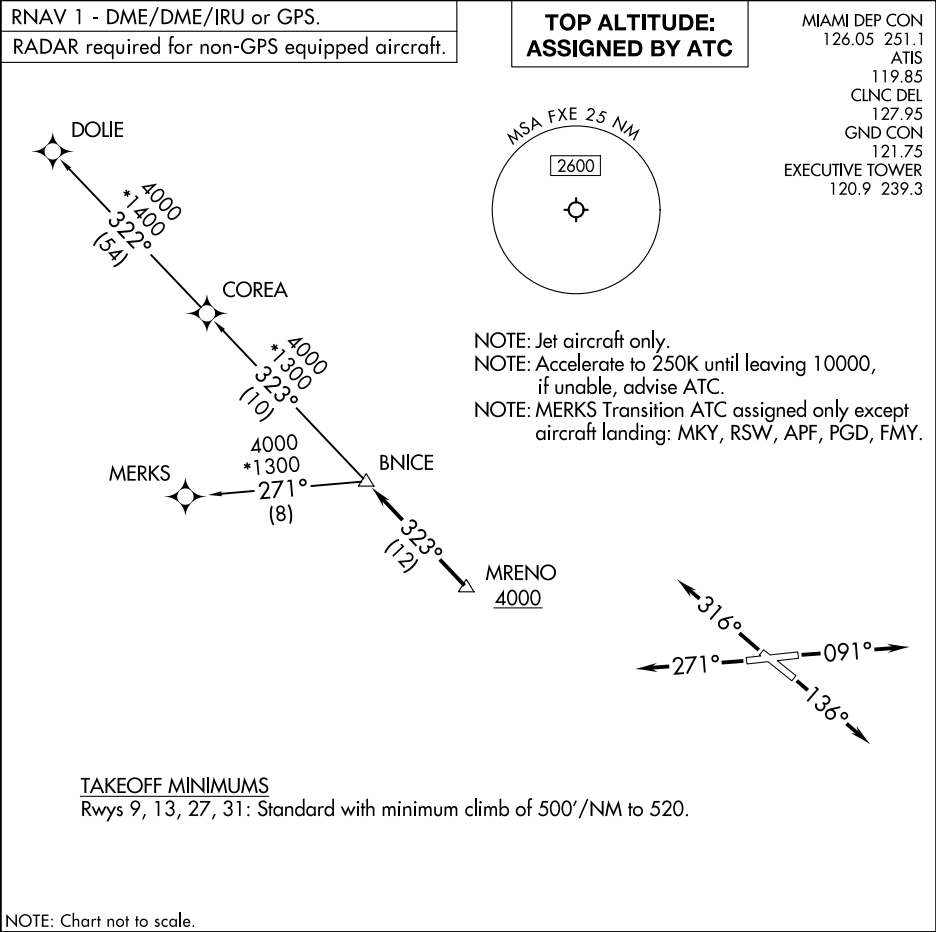 RNAV 1 - DME/DME/IRU or GPS.
RADAR required for non-GPS equipped aircraft.
TOP ALTITUDE:
ASSIGNED BY ATC
MIAMI DEP CON
126.05 251.1
ATIS
119.85
CLNC DEL
127.95
GND CON
121.75
EXECUTIVE TOWER
120.9 239.3
MSA FXE 25 NM
2600
DOLIE
4000
*1400
322°
(54)
COREA
4000
*1300
323°
(10)
NOTE: Jet aircraft only.
NOTE: Accelerate to 250K until leaving 10000,
if unable, advise ATC.
NOTE: MERKS Transition ATC assigned only except
aircraft landing: MKY, RSW, APF, PGD, FMY.
MERKS
4000
*1300
271°
(8)
BNICE
323°
(12)
MRENO
4000
316°
271°
091°
136°
TAKEOFF MINIMUMS
Rwys 9, 13, 27, 31: Standard with minimum climb of 500'/NM to 520.
NOTE: Chart not to scale.